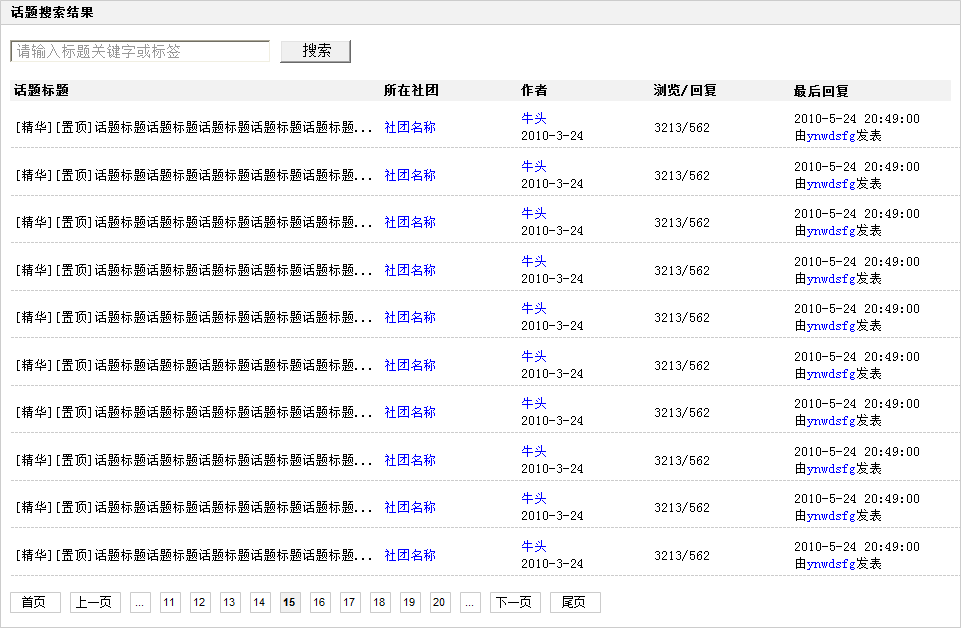 话题搜索结果
请输入标题关键字或标签 搜索
话题标题 所在社团 作者 浏览/回复 最后回复
[精华][置顶]话题标题话题标题话题标题话题标题话题标题... 社团名称 牛头 2010-3-24 3213/562 2010-5-24 20:49:00 由ynwdsfg发表
[精华][置顶]话题标题话题标题话题标题话题标题话题标题... 社团名称 牛头 2010-3-24 3213/562 2010-5-24 20:49:00 由ynwdsfg发表
[精华][置顶]话题标题话题标题话题标题话题标题话题标题... 社团名称 牛头 2010-3-24 3213/562 2010-5-24 20:49:00 由ynwdsfg发表
[精华][置顶]话题标题话题标题话题标题话题标题话题标题... 社团名称 牛头 2010-3-24 3213/562 2010-5-24 20:49:00 由ynwdsfg发表
[精华][置顶]话题标题话题标题话题标题话题标题话题标题... 社团名称 牛头 2010-3-24 3213/562 2010-5-24 20:49:00 由ynwdsfg发表
[精华][置顶]话题标题话题标题话题标题话题标题话题标题... 社团名称 牛头 2010-3-24 3213/562 2010-5-24 20:49:00 由ynwdsfg发表
[精华][置顶]话题标题话题标题话题标题话题标题话题标题... 社团名称 牛头 2010-3-24 3213/562 2010-5-24 20:49:00 由ynwdsfg发表
[精华][置顶]话题标题话题标题话题标题话题标题话题标题... 社团名称 牛头 2010-3-24 3213/562 2010-5-24 20:49:00 由ynwdsfg发表
[精华][置顶]话题标题话题标题话题标题话题标题话题标题... 社团名称 牛头 2010-3-24 3213/562 2010-5-24 20:49:00 由ynwdsfg发表
[精华][置顶]话题标题话题标题话题标题话题标题话题标题... 社团名称 牛头 2010-3-24 3213/562 2010-5-24 20:49:00 由ynwdsfg发表
首页 上一页 ... 11 12 13 14 15 16 17 18 19 20 ... 下一页 尾页